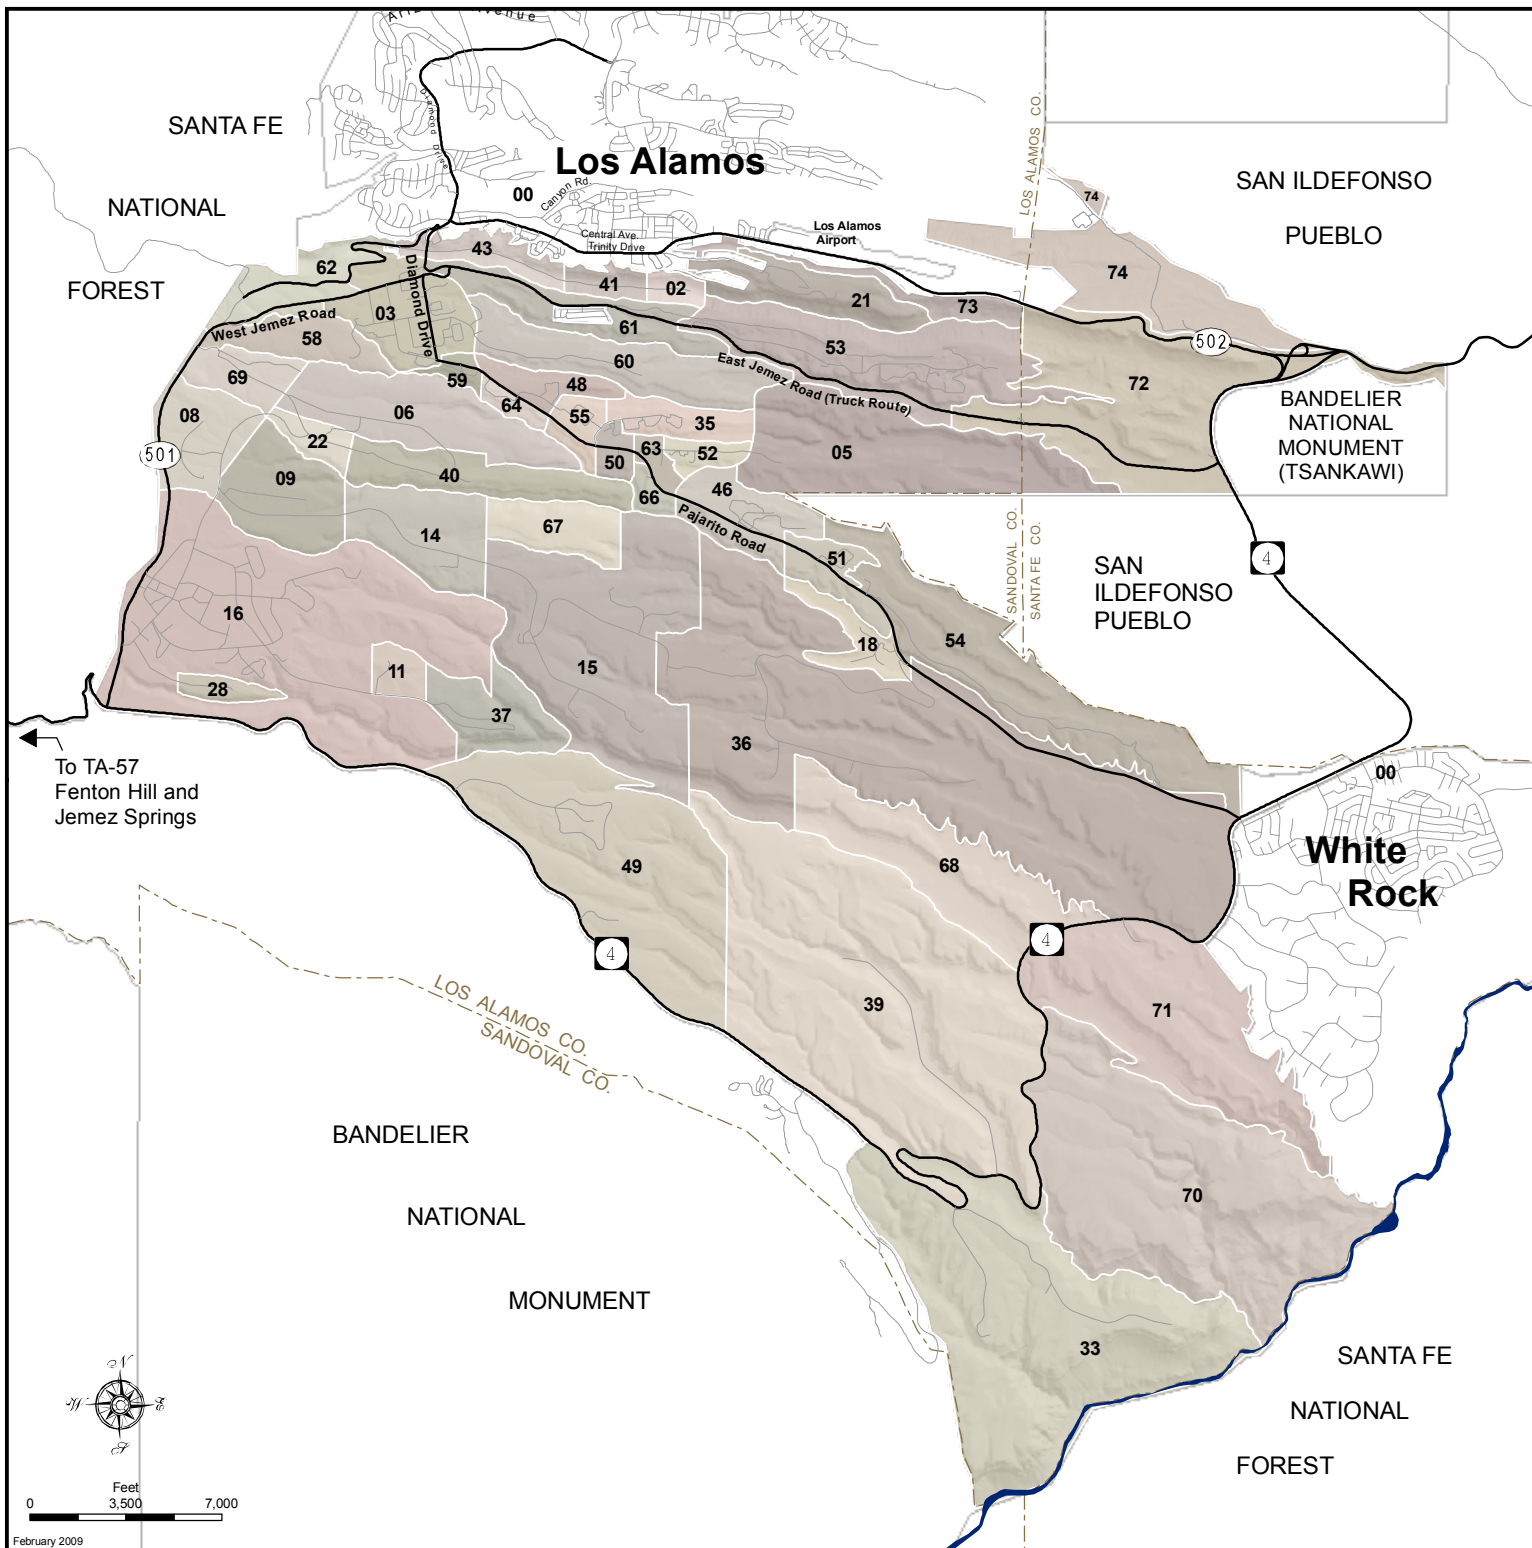 Avenue
Diamond Drive
SANTA FE
NATIONAL
FOREST
Los Alamos
00
Canyon Rd.
Central Ave.
Trinity Drive
Los Alamos
Airport
LOS ALAMOS CO.
SAN ILDEFONSO
PUEBLO
74
74
43
62
41
02
21
73
Diamond Drive
03
61
53
502
West Jemez Road
58
60
East Jemez Road (Truck Route)
72
69
59
48
64
55
35
06
08
BANDELIER
NATIONAL
MONUMENT
(TSANKAWI)
501
22
63
52
05
50
09
40
46
66
14
67
Pajarito Road
51
SANDOVAL CO.
SANTA FE CO.
SAN
ILDEFONSO
PUEBLO
4
16
18
54
11
15
28
37
36
To TA-57
Fenton Hill and
Jemez Springs
00
White
Rock
49
68
4
4
39
71
LOS ALAMOS CO.
SANDOVAL CO.
BANDELIER
NATIONAL
MONUMENT
70
33
SANTA FE
NATIONAL
FOREST
N
W
E
S
Feet
0 3,500 7,000
February 2009